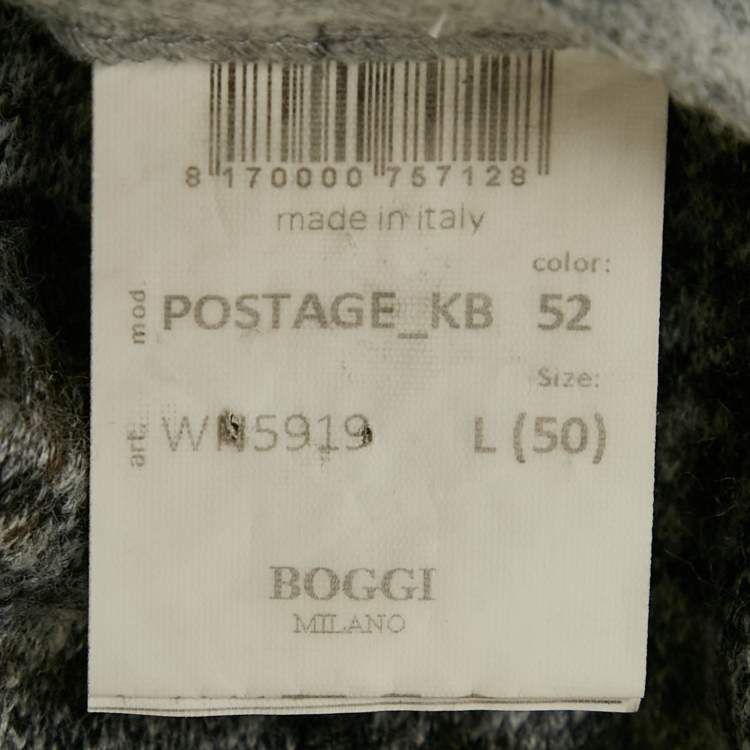 8 170000 757128
made in italy
color:
mod. POSTAGE_KB 52
Size:
art. WN5919 L (50)
BOGGI
MILANO